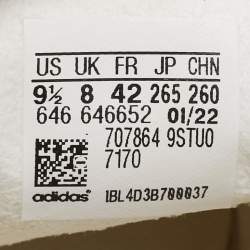 US UK FR JP CHN
9½ 8 42 265 260
646 646652 01/22
707864 9STU0
7170
adidas
1BL4D3B700037